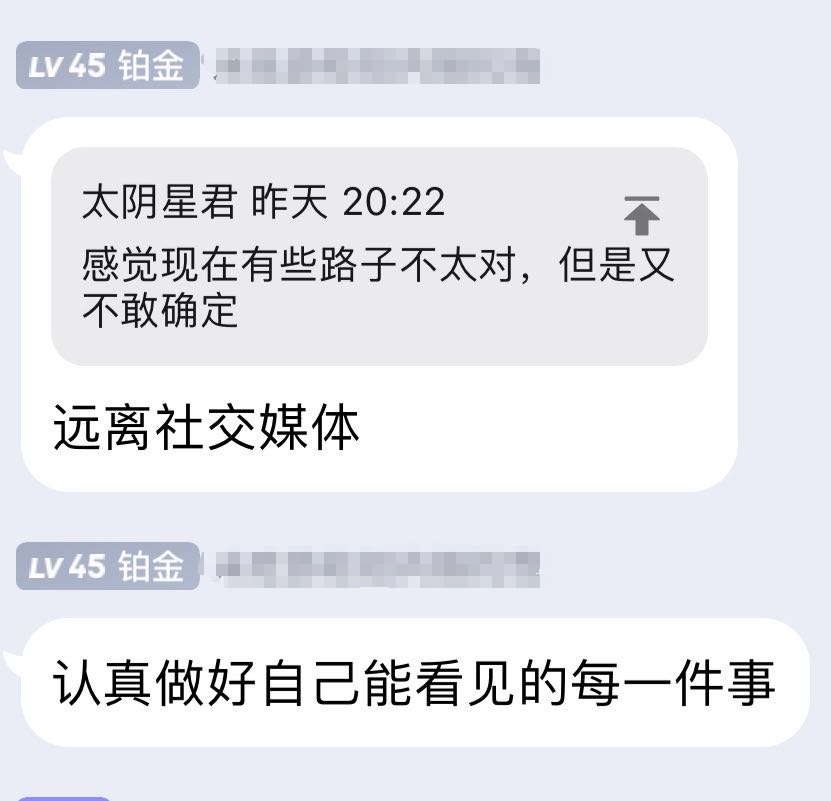 LV 45 铂金
太阴星君 昨天 20:22
感觉现在有些路子不太对，但是又
不敢确定
远离社交媒体
LV 45 铂金
认真做好自己能看见的每一件事